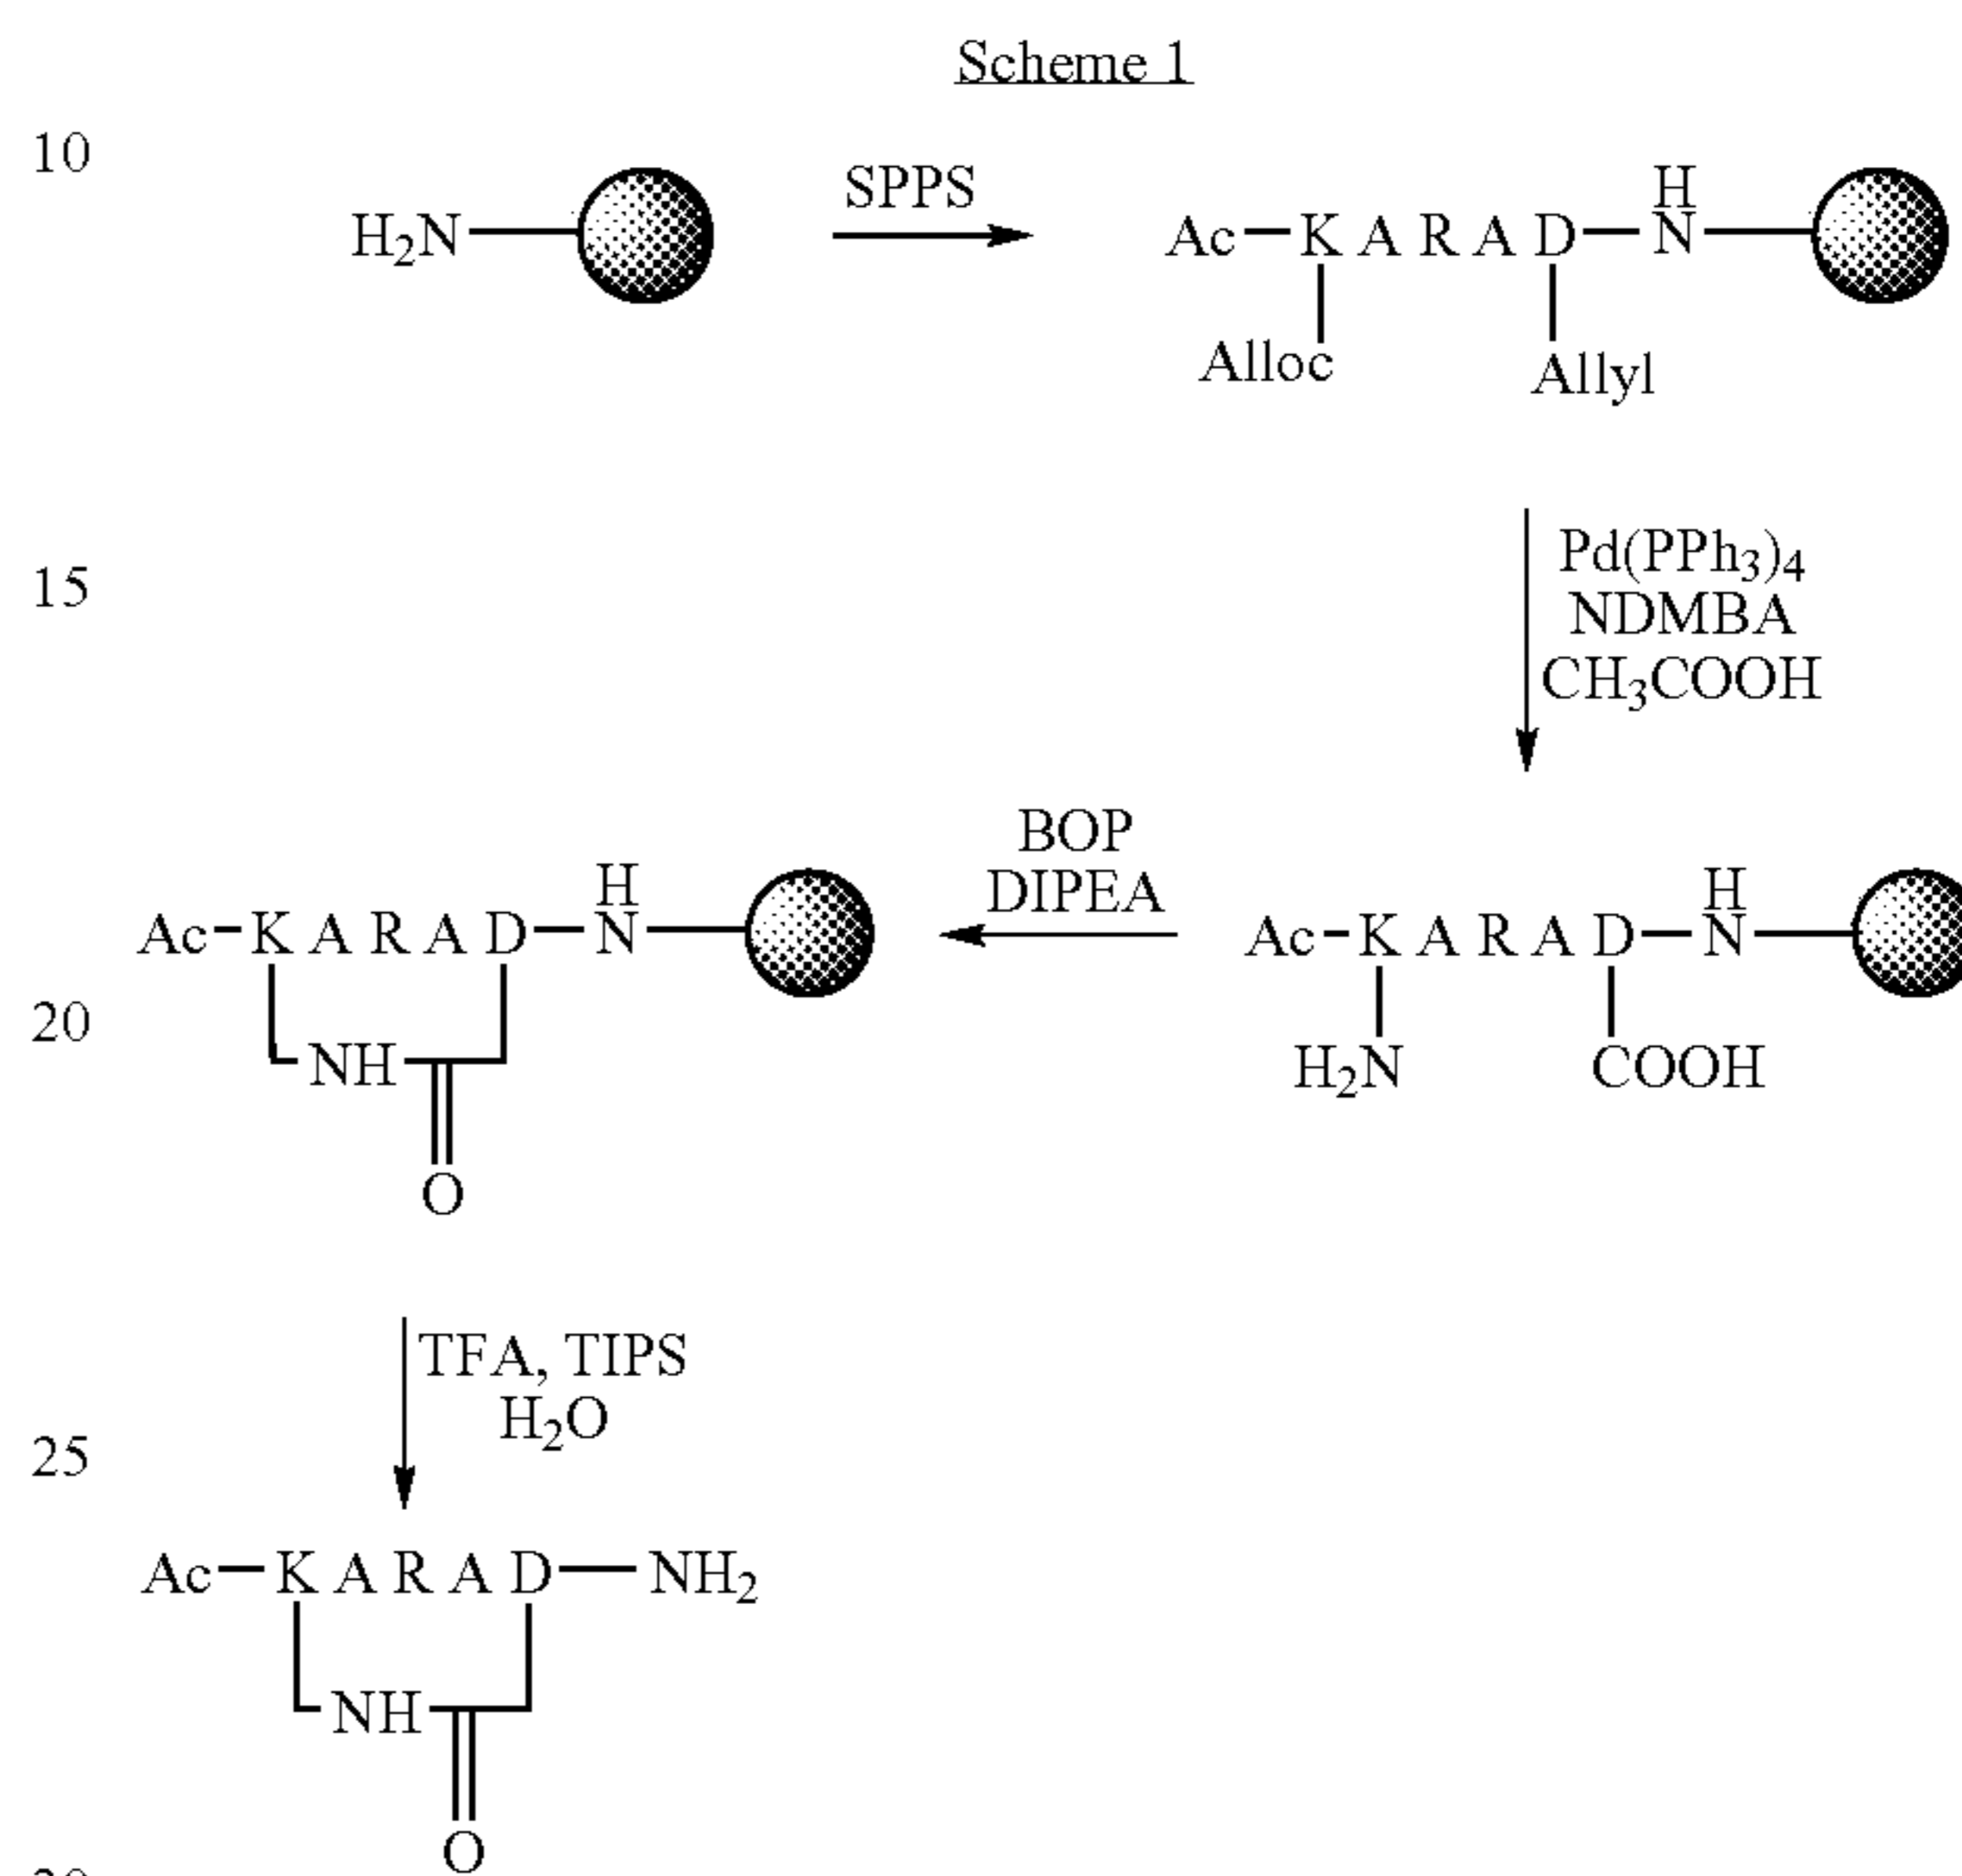 Scheme 1
10
H₂N
SPPS
Ac K A R A D N H
Alloc
Allyl
15
Pd(PPh₃)₄
NDMBA
CH₃COOH
BOP
DIPEA
Ac K A R A D N H
NH
O
20
Ac K A R A D N H
H₂N
COOH
TFA, TIPS
H₂O
25
Ac K A R A D NH₂
NH
O